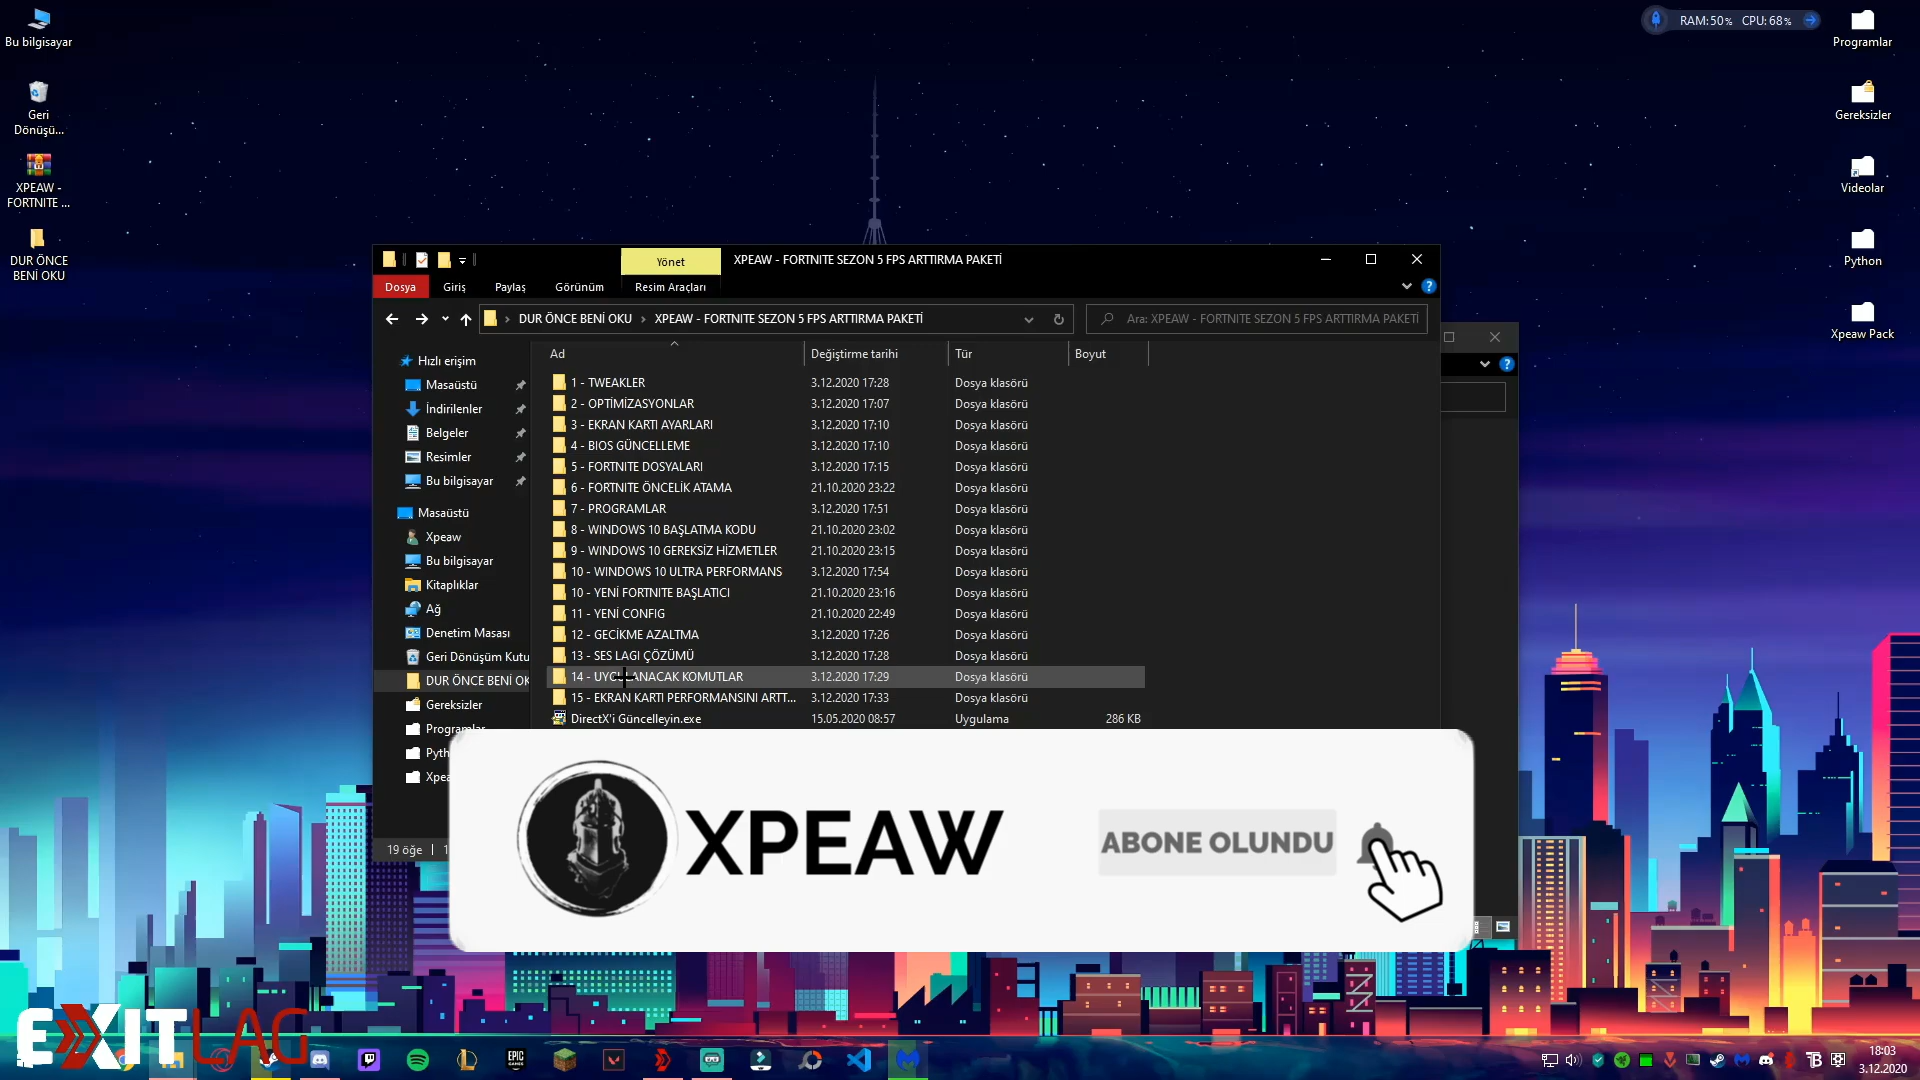 Bu bilgisayar
Geri
Dönüşü...
XPEAW -
FORTNITE ...
DUR ÖNCE
BENİ OKU
RAM: 50% CPU: 68%
Programlar
Gereksizler
Videolar
Python
Xpeaw Pack
Yönet
XPEAW - FORTNITE SEZON 5 FPS ARTTIRMA PAKETİ
Dosya
Giriş
Paylaş
Görünüm
Resim Araçları
DUR ÖNCE BENİ OKU
XPEAW - FORTNITE SEZON 5 FPS ARTTIRMA PAKETİ
Ara: XPEAW - FORTNITE SEZON 5 FPS ARTTIRMA PAKETİ
Hızlı erişim
Masaüstü
İndirilenler
Belgeler
Resimler
Bu bilgisayar
Masaüstü
Xpeaw
Bu bilgisayar
Kitaplıklar
Ağ
Denetim Masası
Geri Dönüşüm Kutu
DUR ÖNCE BENİ OK
Gereksizler
Programlar
Pyth
Xpea
Ad Değiştirme tarihi Tür Boyut
1 - TWEAKLER 3.12.2020 17:28 Dosya klasörü
2 - OPTİMİZASYONLAR 3.12.2020 17:07 Dosya klasörü
3 - EKRAN KARTI AYARLARI 3.12.2020 17:10 Dosya klasörü
4 - BIOS GÜNCELLEME 3.12.2020 17:10 Dosya klasörü
5 - FORTNITE DOSYALARI 3.12.2020 17:15 Dosya klasörü
6 - FORTNITE ÖNCELİK ATAMA 21.10.2020 23:22 Dosya klasörü
7 - PROGRAMLAR 3.12.2020 17:51 Dosya klasörü
8 - WINDOWS 10 BAŞLATMA KODU 21.10.2020 23:02 Dosya klasörü
9 - WINDOWS 10 GEREKSİZ HİZMETLER 21.10.2020 23:15 Dosya klasörü
10 - WINDOWS 10 ULTRA PERFORMANS 3.12.2020 17:54 Dosya klasörü
10 - YENİ FORTNITE BAŞLATICI 21.10.2020 23:16 Dosya klasörü
11 - YENİ CONFIG 21.10.2020 22:49 Dosya klasörü
12 - GECİKME AZALTMA 3.12.2020 17:26 Dosya klasörü
13 - SES LAGI ÇÖZÜMÜ 3.12.2020 17:28 Dosya klasörü
14 - UYGULANACAK KOMUTLAR 3.12.2020 17:29 Dosya klasörü
15 - EKRAN KARTI PERFORMANSINI ARTT... 3.12.2020 17:33 Dosya klasörü
DirectX'i Güncelleyin.exe 15.05.2020 08:57 Uygulama 286 KB
19 öğe
XPEAW
ABONE OLUNDU
EXITLAG
EPIC
GAMES
18:03
3.12.2020